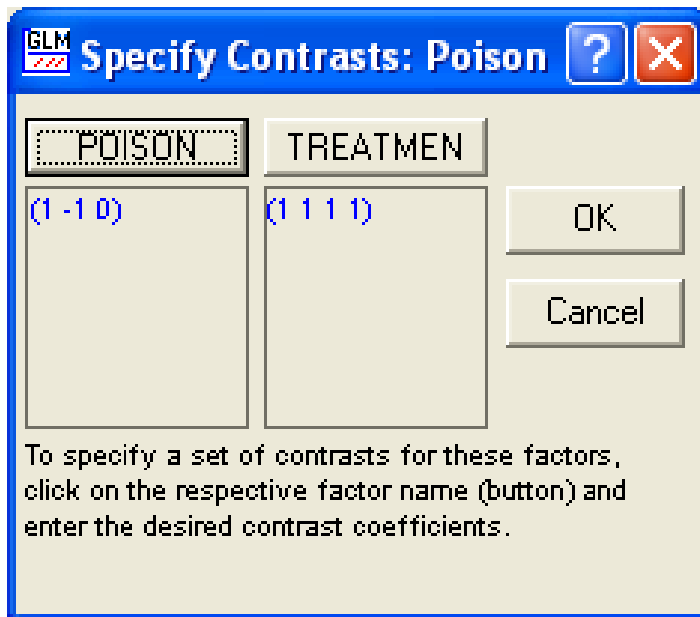 GLM Specify Contrasts: Poison ?
POISON TREATMEN
(1 -1 0) (1 1 1 1)
OK
Cancel
To specify a set of contrasts for these factors,
click on the respective factor name (button) and
enter the desired contrast coefficients.